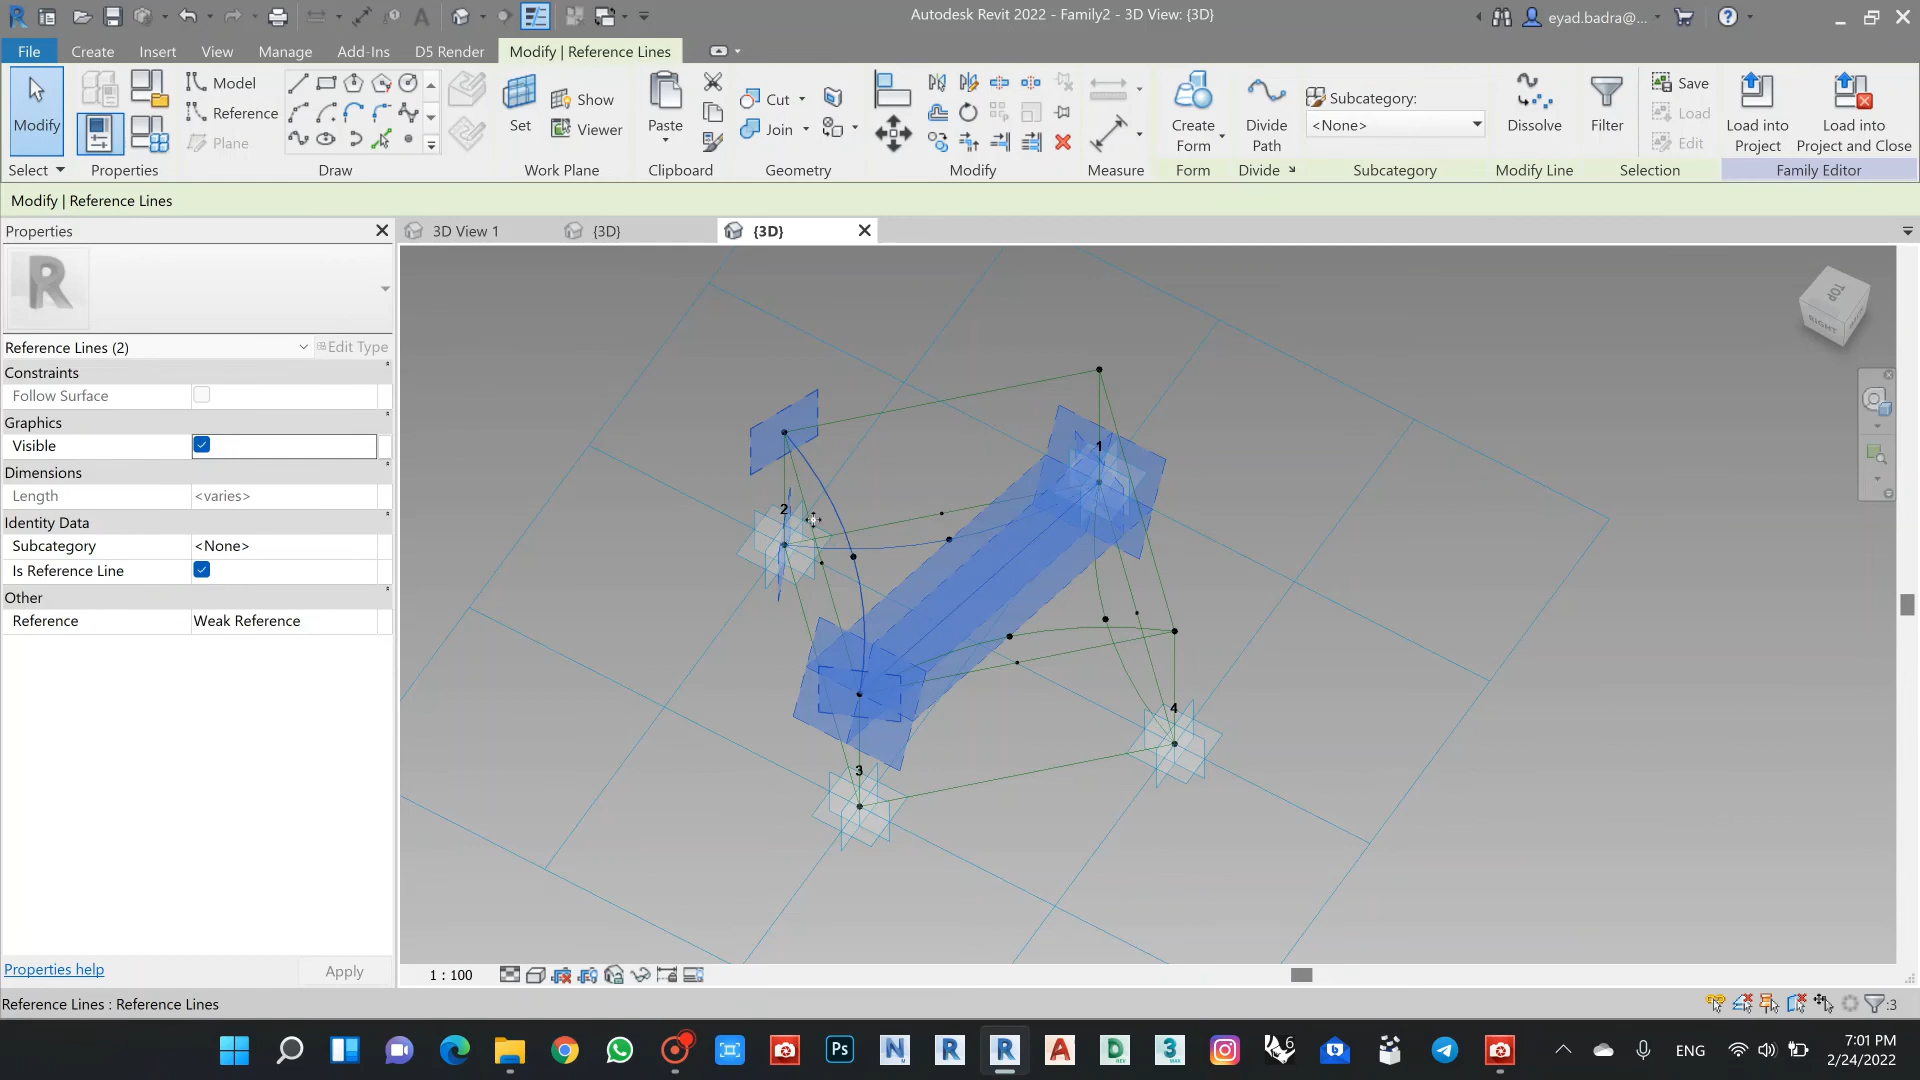 Autodesk Revit 2022 - Family2 - 3D View: {3D}
eyad.badra@...
File
Create
Insert
View
Manage
Add-Ins
D5 Render
Modify | Reference Lines
Modify
Select
Properties
Model
Reference
Plane
Draw
Set
Show
Viewer
Work Plane
Paste
Clipboard
Cut
Join
Geometry
Modify
Measure
Create
Form
Form
Divide
Path
Divide
Subcategory:
<None>
Subcategory
Dissolve
Modify Line
Filter
Save
Load
Edit
Selection
Load into
Project
Load into
Project and Close
Family Editor
Modify | Reference Lines
Properties
3D View 1
{3D}
{3D}
R
Reference Lines (2)
Edit Type
Constraints
Follow Surface
Graphics
Visible
Dimensions
Length
<varies>
Identity Data
Subcategory
<None>
Is Reference Line
Other
Reference
Weak Reference
Properties help
Apply
TOP
RIGHT
BACK
1
2
3
4
1 : 100
Reference Lines : Reference Lines
:3
Ps
N
R
R
A
D
3
6
ENG
7:01 PM
2/24/2022